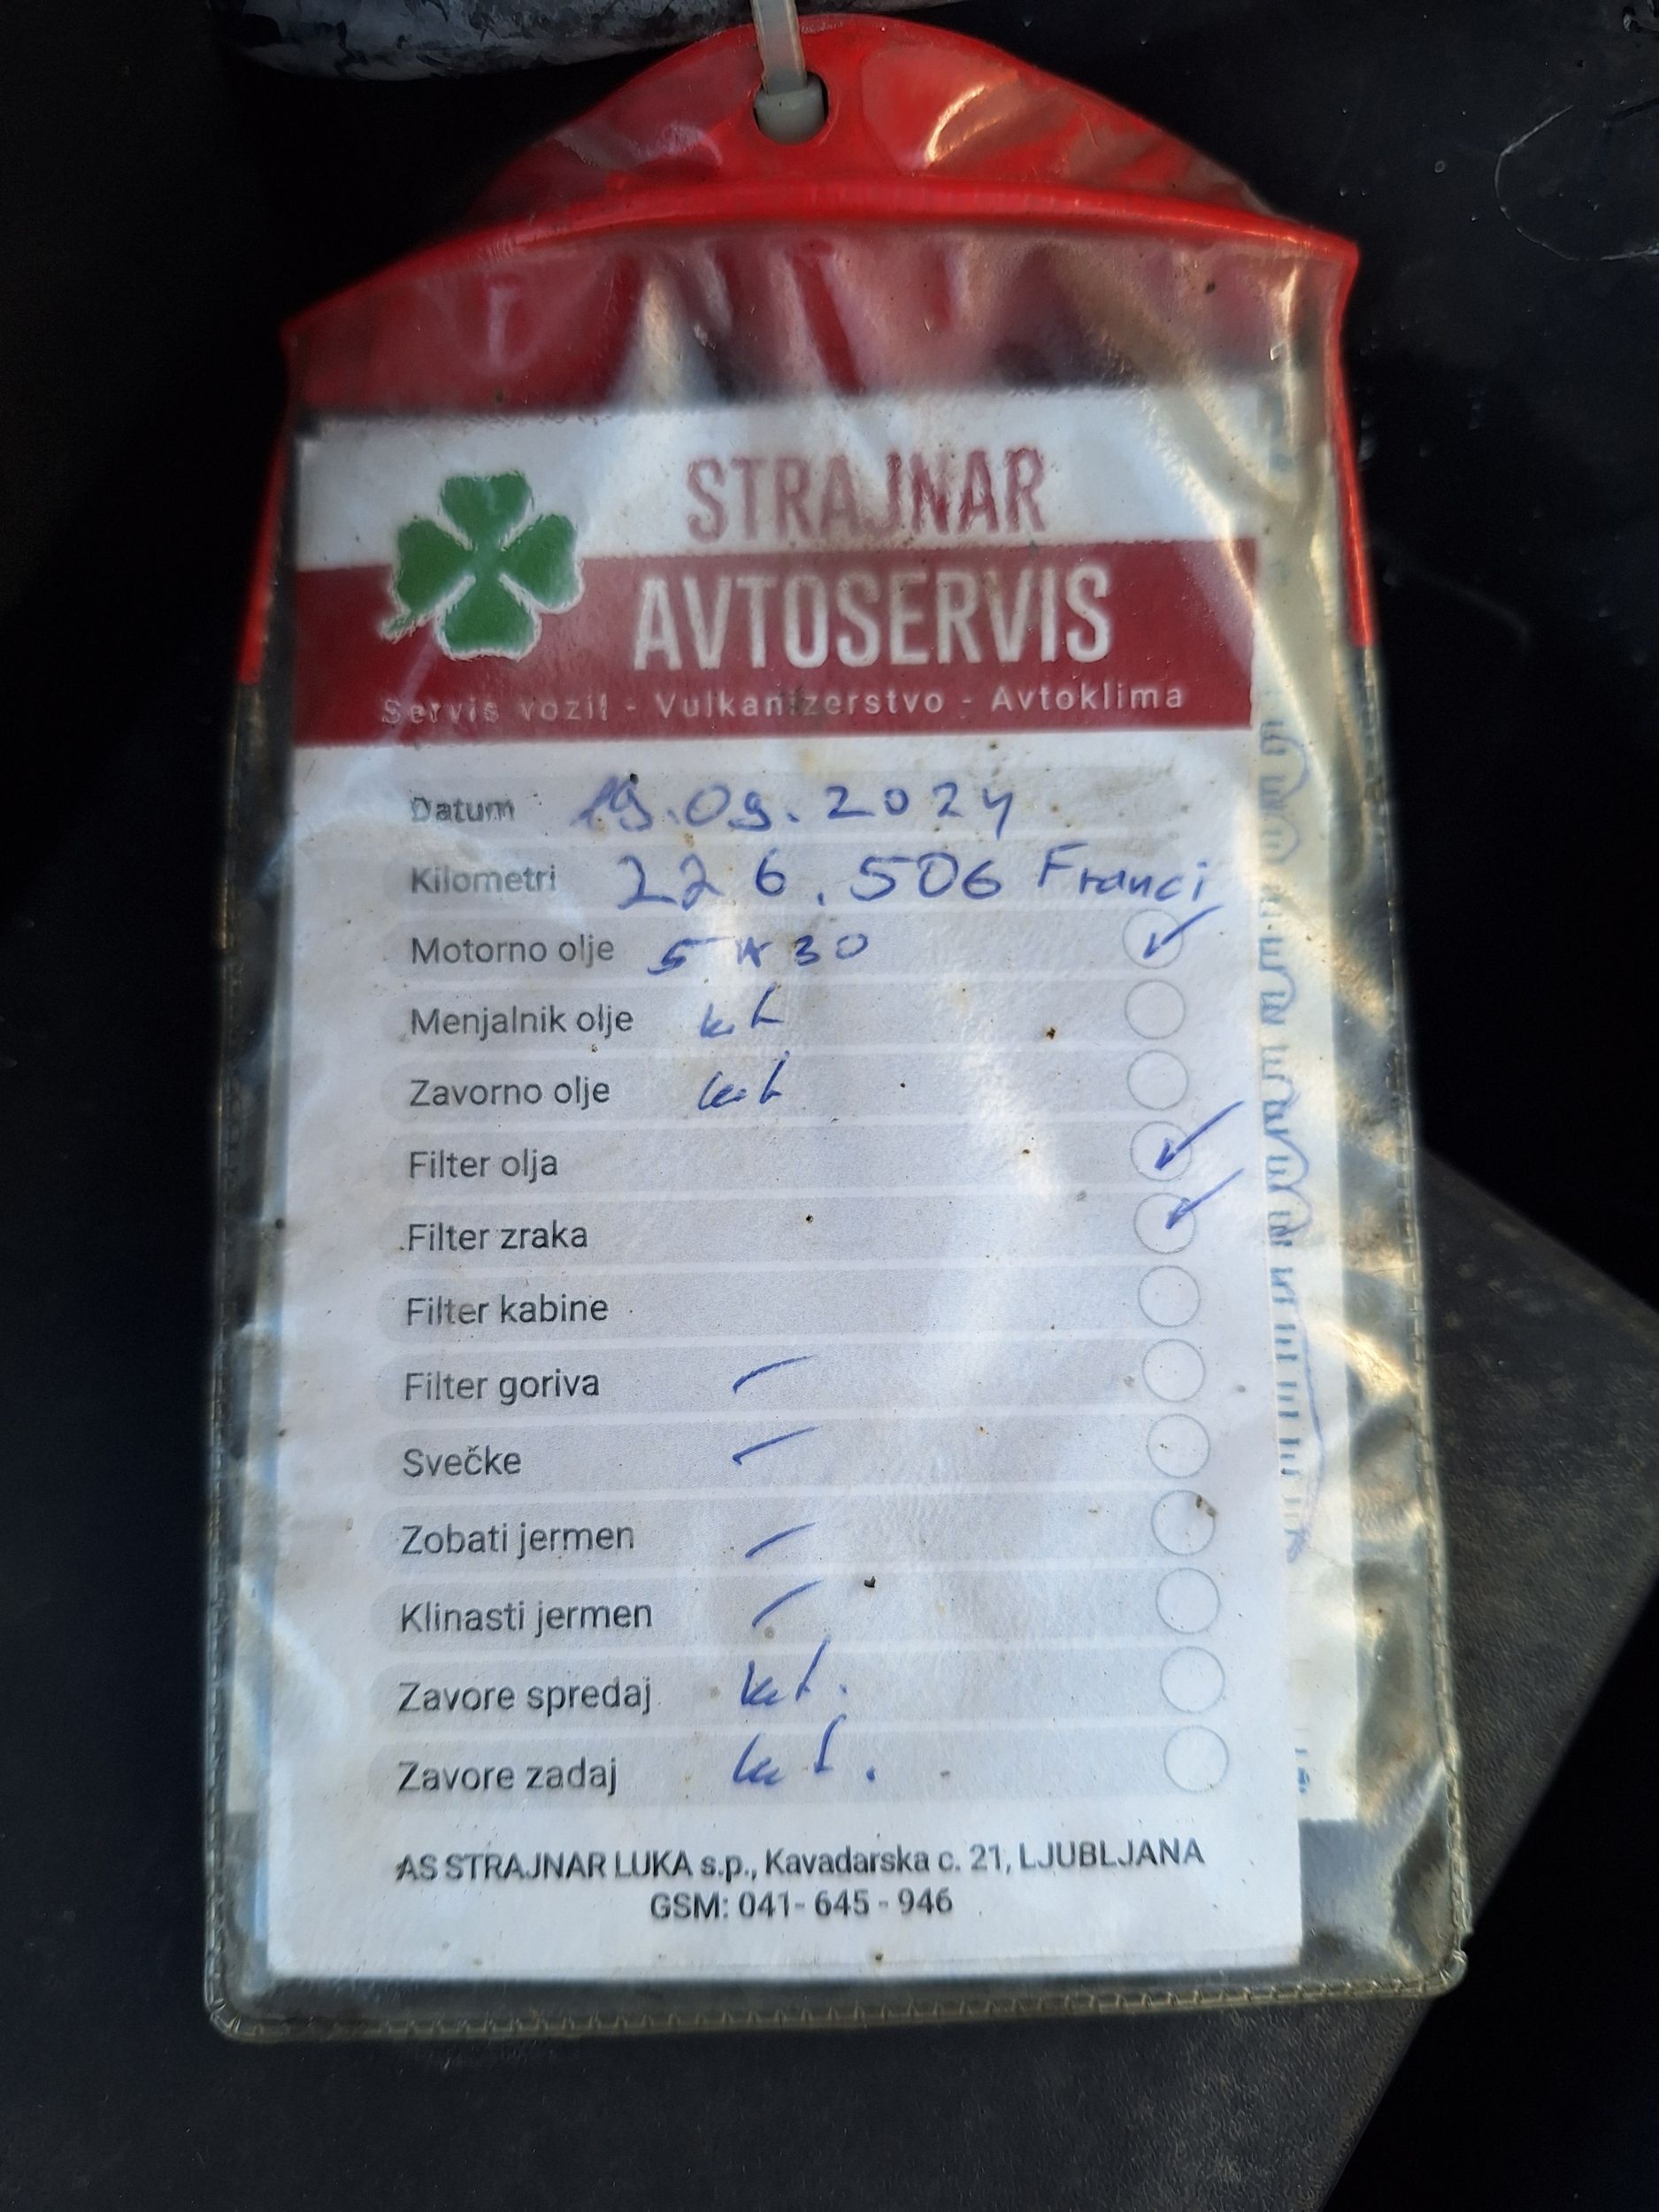 STRAJNAR
AVTOSERVIS
Servis vozil - Vulkanizerstvo - Avtoklima
Datum 19.09.2024
Kilometri 226.506 Franci
Motorno olje 5W30
Menjalnik olje
Zavorno olje
Filter olja
Filter zraka
Filter kabine
Filter goriva
Svečke
Zobati jermen
Klinasti jermen
Zavore spredaj
Zavore zadaj
AS STRAJNAR LUKA s.p., Kavadarska c. 21, LJUBLJANA
GSM: 041- 645 - 946